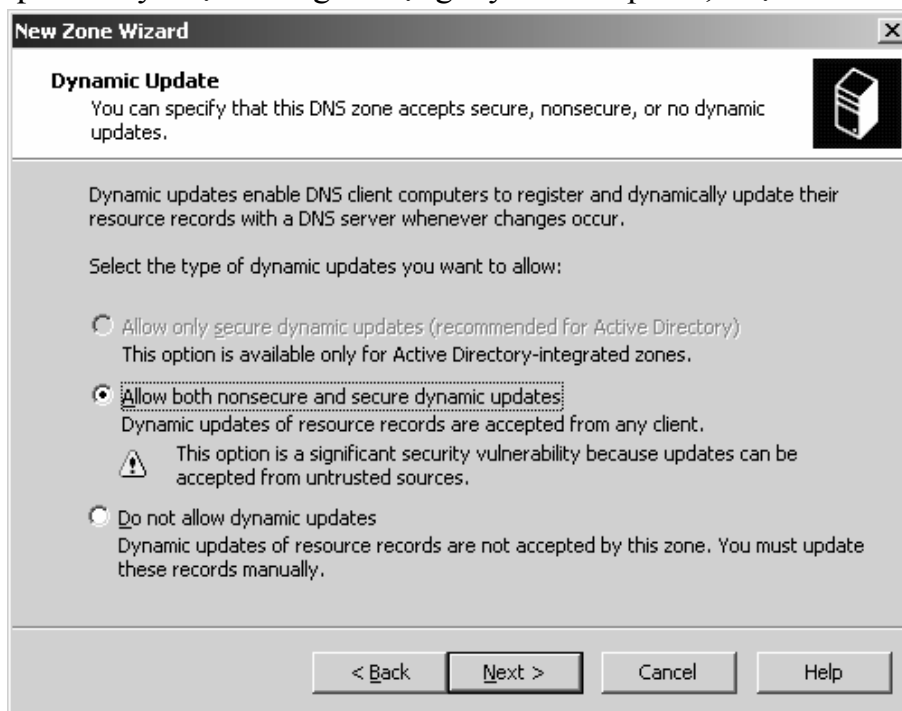 New Zone Wizard
Dynamic Update
You can specify that this DNS zone accepts secure, nonsecure, or no dynamic
updates.
Dynamic updates enable DNS client computers to register and dynamically update their
resource records with a DNS server whenever changes occur.
Select the type of dynamic updates you want to allow:
Allow only secure dynamic updates (recommended for Active Directory)
This option is available only for Active Directory-integrated zones.
Allow both nonsecure and secure dynamic updates
Dynamic updates of resource records are accepted from any client.
This option is a significant security vulnerability because updates can be
accepted from untrusted sources.
Do not allow dynamic updates
Dynamic updates of resource records are not accepted by this zone. You must update
these records manually.
< Back Next > Cancel Help